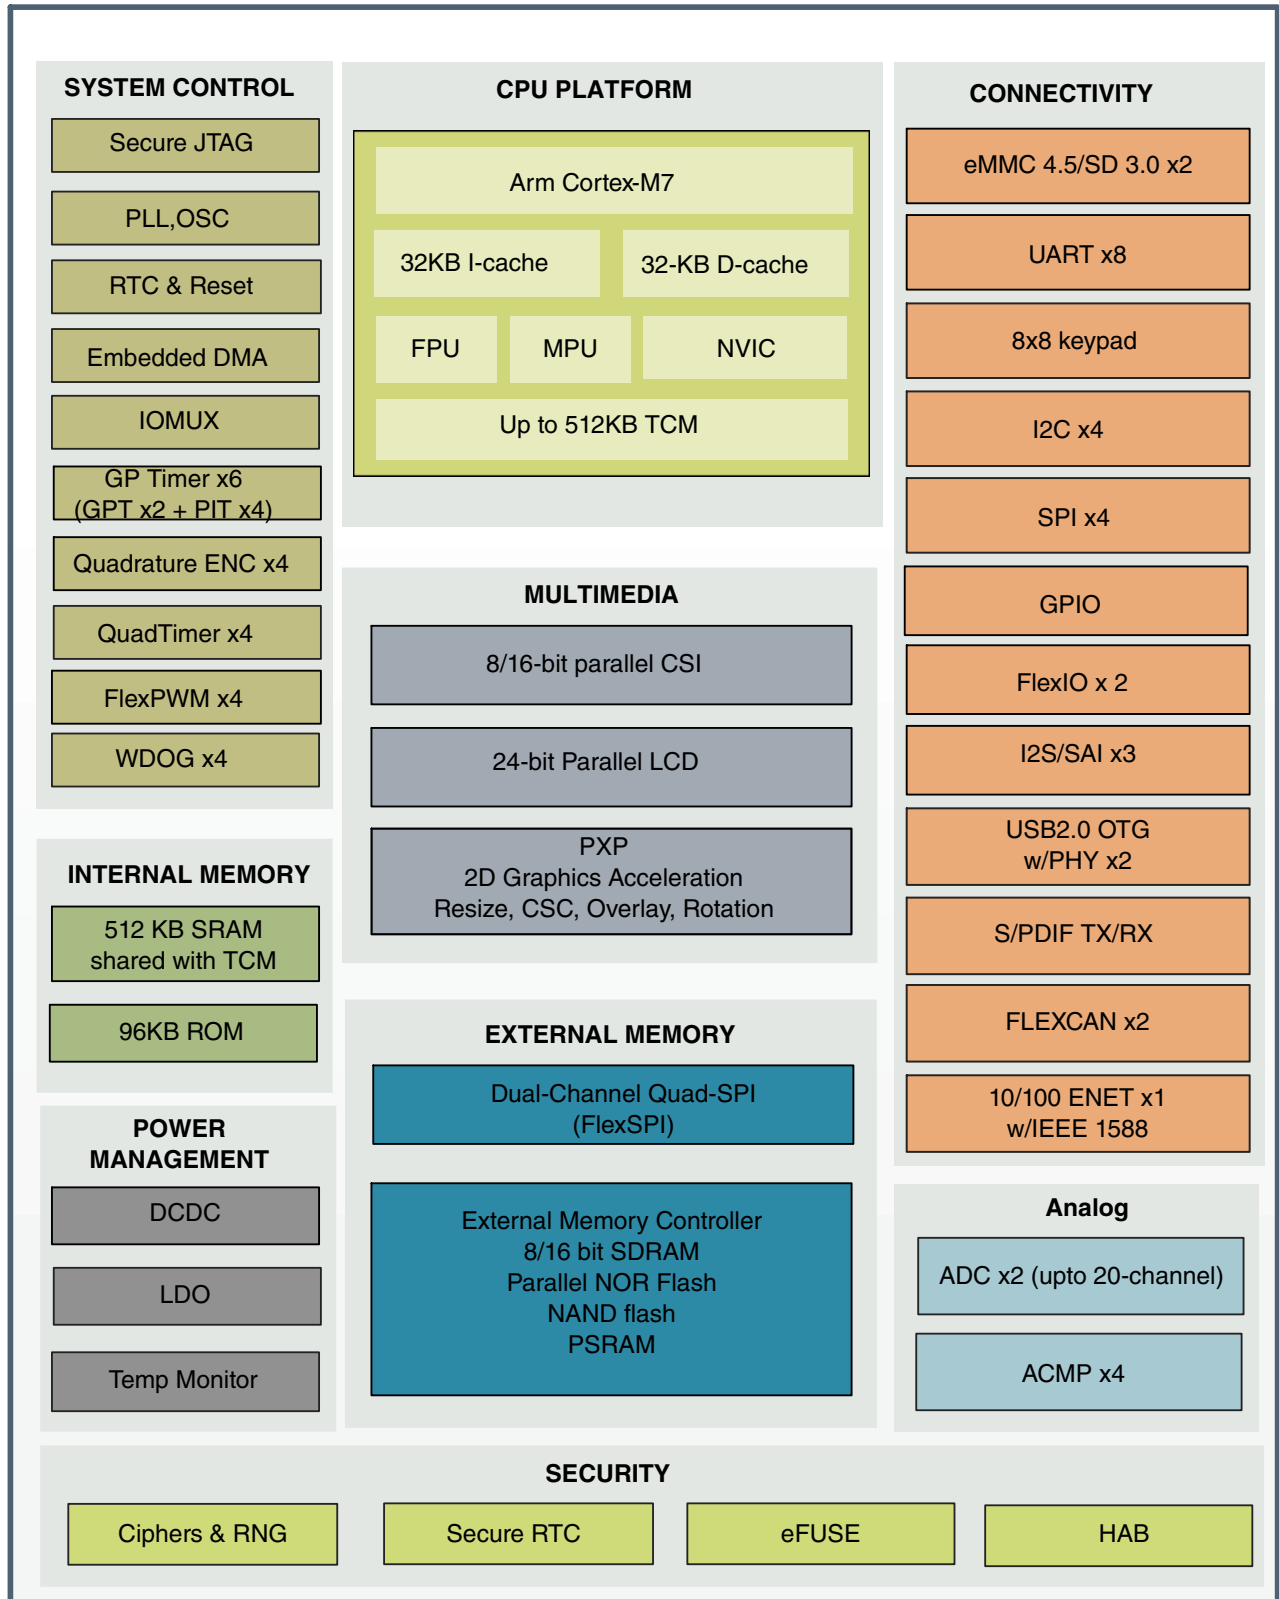 SYSTEM CONTROL
Secure JTAG
PLL,OSC
RTC & Reset
Embedded DMA
IOMUX
GP Timer x6
(GPT x2 + PIT x4)
Quadrature ENC x4
QuadTimer x4
FlexPWM x4
WDOG x4
INTERNAL MEMORY
512 KB SRAM
shared with TCM
96KB ROM
POWER
MANAGEMENT
DCDC
LDO
Temp Monitor
CPU PLATFORM
Arm Cortex-M7
32KB I-cache
32-KB D-cache
FPU
MPU
NVIC
Up to 512KB TCM
MULTIMEDIA
8/16-bit parallel CSI
24-bit Parallel LCD
PXP
2D Graphics Acceleration
Resize, CSC, Overlay, Rotation
EXTERNAL MEMORY
Dual-Channel Quad-SPI
(FlexSPI)
External Memory Controller
8/16 bit SDRAM
Parallel NOR Flash
NAND flash
PSRAM
CONNECTIVITY
eMMC 4.5/SD 3.0 x2
UART x8
8x8 keypad
I2C x4
SPI x4
GPIO
FlexIO x 2
I2S/SAI x3
USB2.0 OTG
w/PHY x2
S/PDIF TX/RX
FLEXCAN x2
10/100 ENET x1
w/IEEE 1588
Analog
ADC x2 (upto 20-channel)
ACMP x4
SECURITY
Ciphers & RNG
Secure RTC
eFUSE
HAB